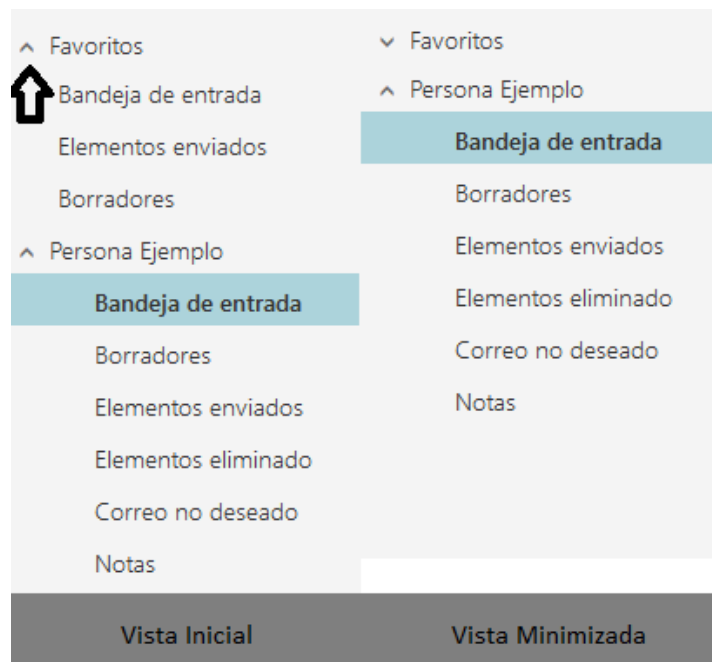 Favoritos
Bandeja de entrada
Elementos enviados
Borradores
Persona Ejemplo
Bandeja de entrada
Borradores
Elementos enviados
Elementos eliminado
Correo no deseado
Notas
Vista Inicial
Favoritos
Persona Ejemplo
Bandeja de entrada
Borradores
Elementos enviados
Elementos eliminado
Correo no deseado
Notas
Vista Minimizada